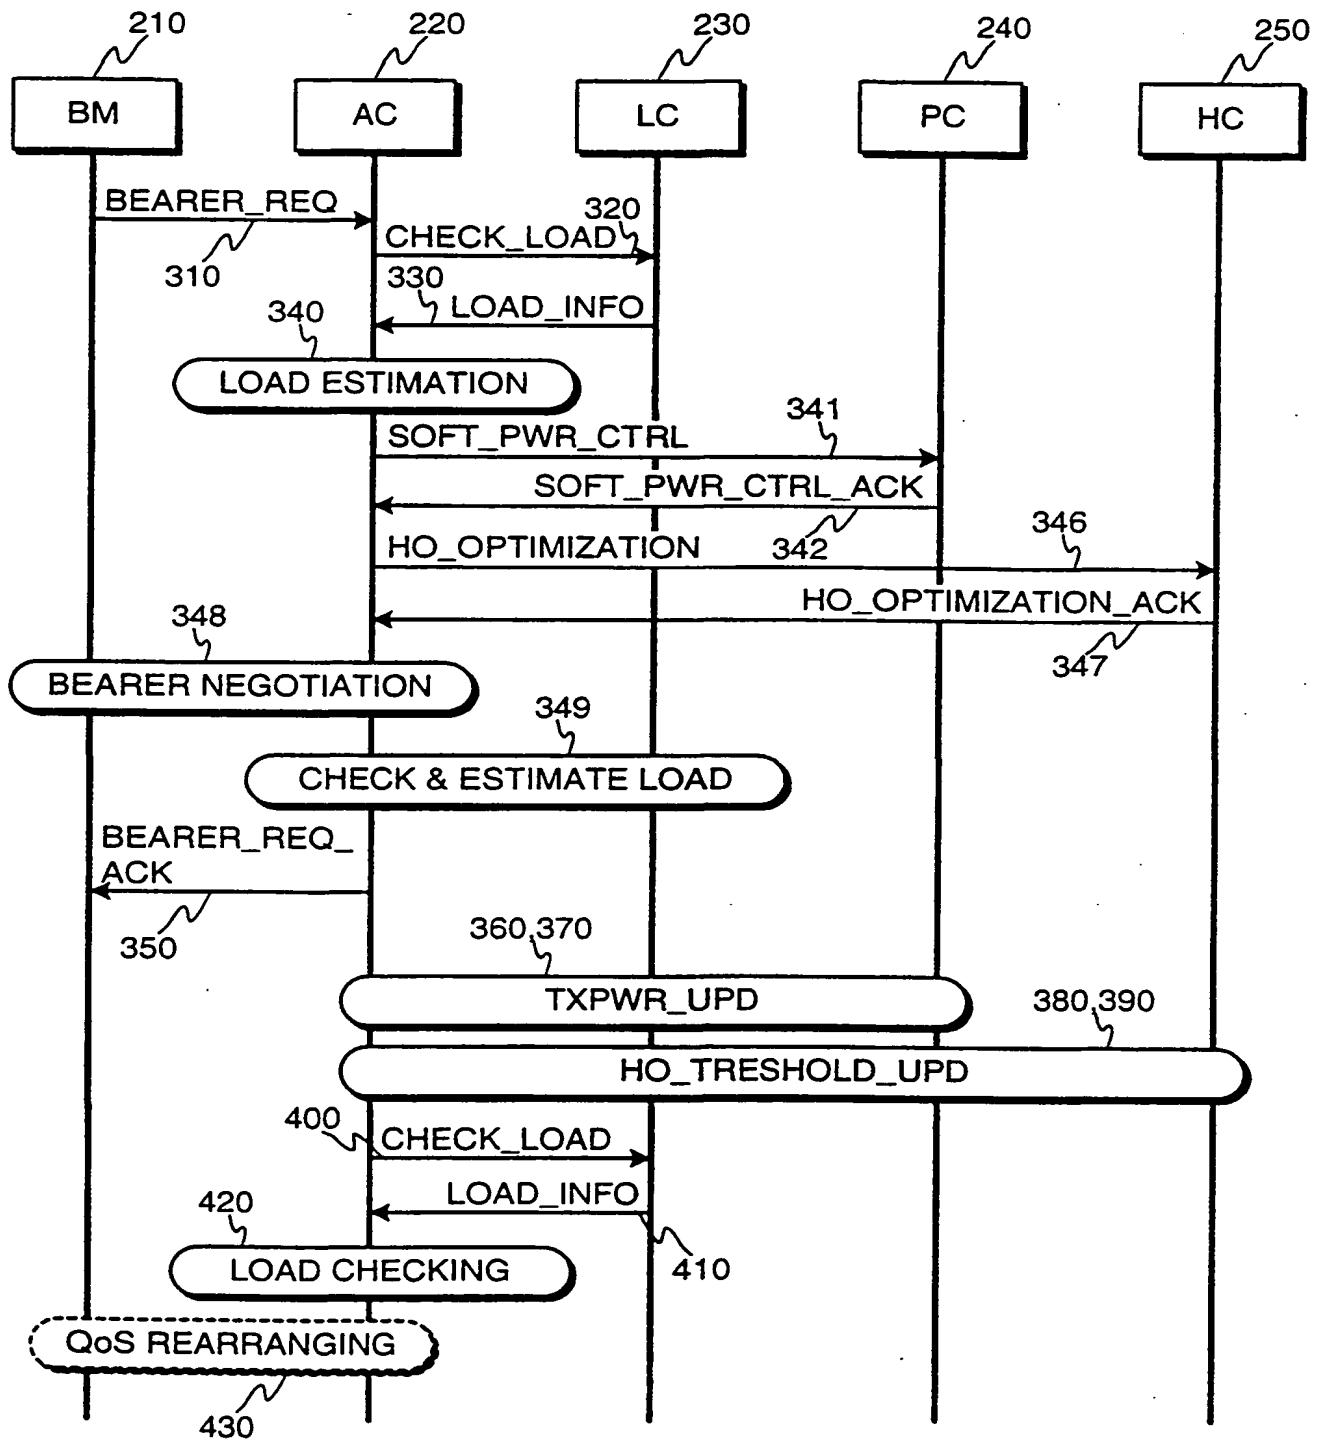 210
220
230
240
250
BM
AC
LC
PC
HC
BEARER_REQ
310
320
CHECK_LOAD
330
LOAD_INFO
340
LOAD ESTIMATION
341
SOFT_PWR_CTRL
SOFT_PWR_CTRL_ACK
342
346
HO_OPTIMIZATION
HO_OPTIMIZATION_ACK
347
348
BEARER NEGOTIATION
349
CHECK & ESTIMATE LOAD
BEARER_REQ_
ACK
350
360,370
TXPWR_UPD
380,390
HO_TRESHOLD_UPD
400
CHECK_LOAD
LOAD_INFO
410
420
LOAD CHECKING
QoS REARRANGING
430